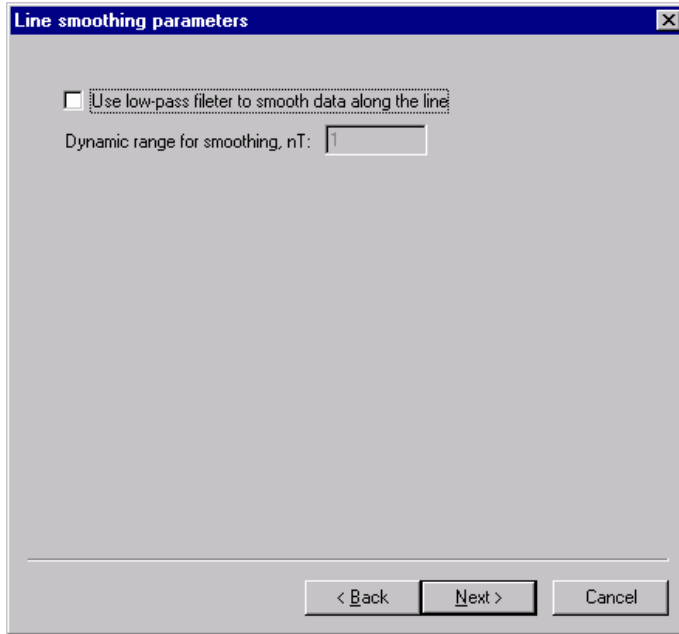 Line smoothing parameters
Use low-pass fileter to smooth data along the line
Dynamic range for smoothing, nT: 1
< Back Next > Cancel